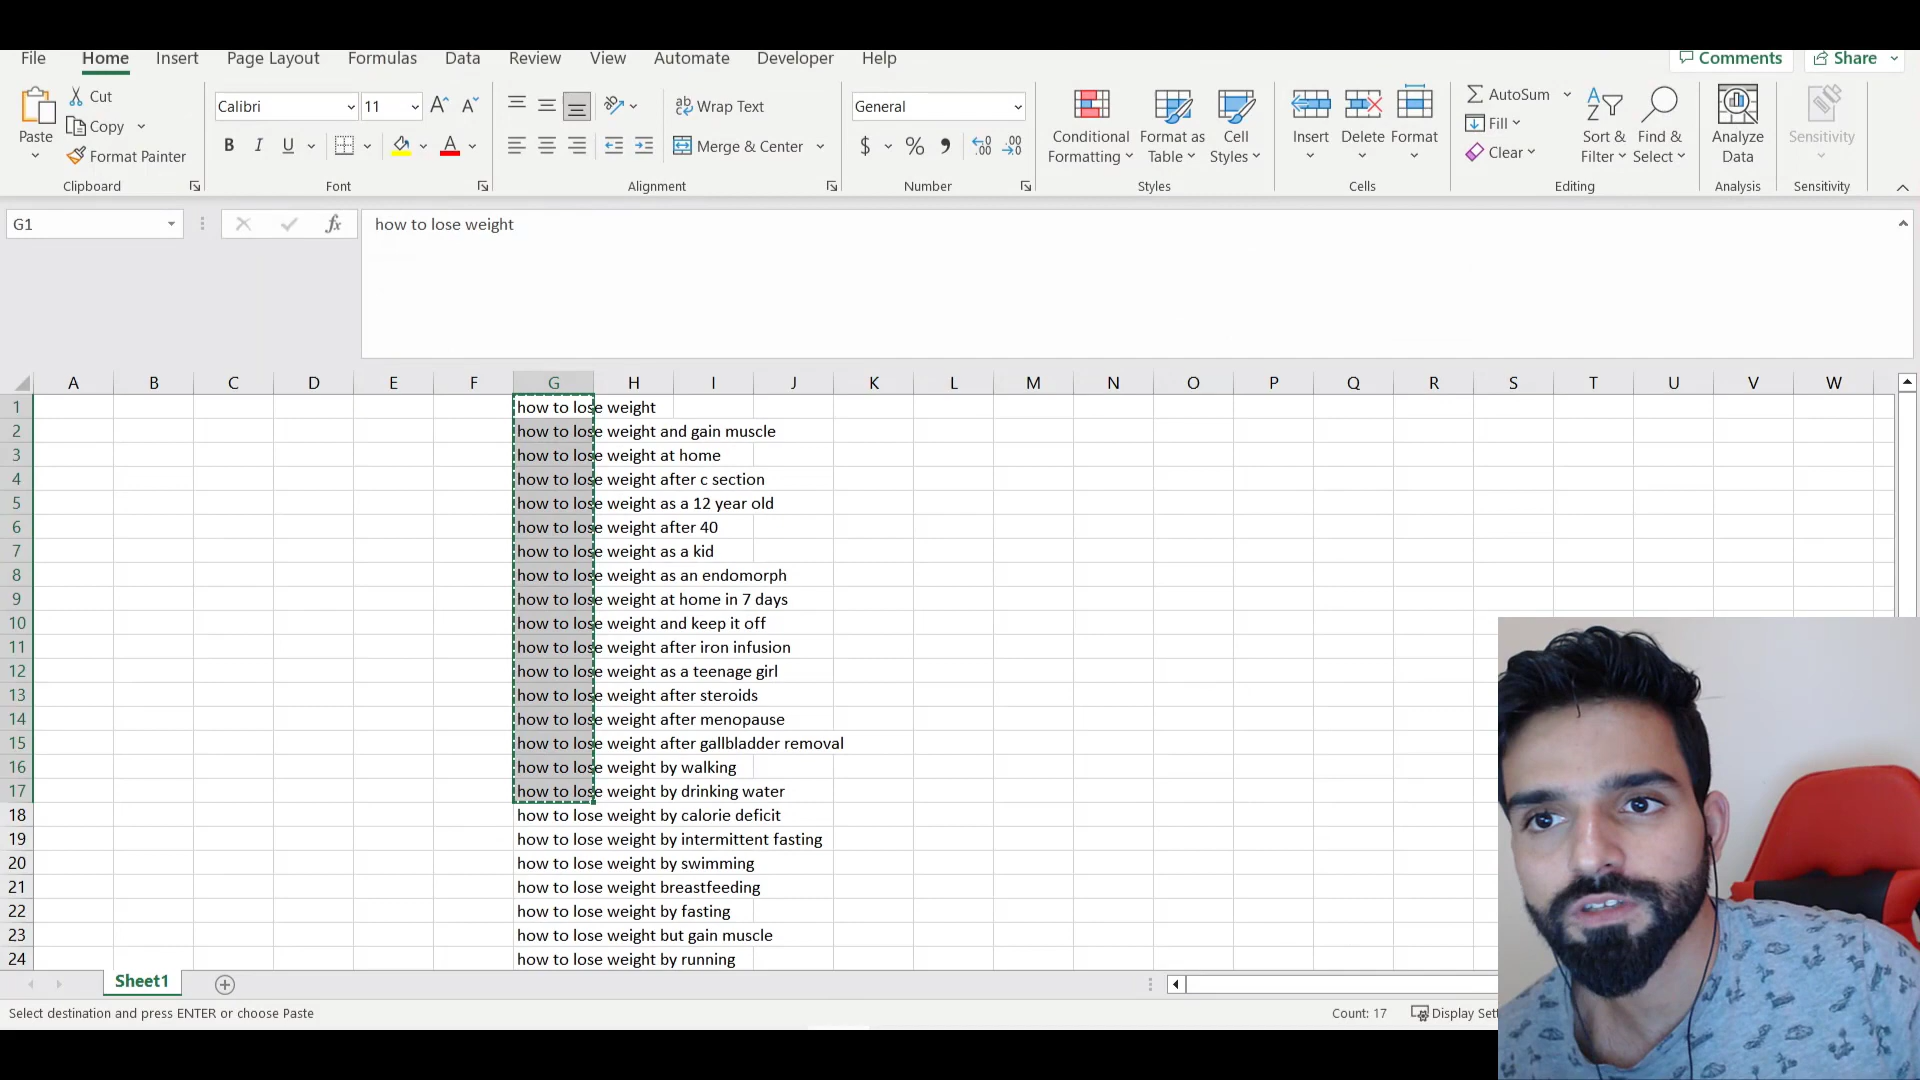 File Home Insert Page Layout Formulas Data Review View Automate Developer Help Comments Share
Paste
Cut
Copy
Format Painter
Clipboard
Calibri 11
B I U
Font
Wrap Text
Merge & Center
Alignment
General
$ % 9
Number
Conditional Formatting
Format as Table
Cell Styles
Styles
Insert Delete Format
Cells
AutoSum
Fill
Clear
Sort & Filter
Find & Select
Editing
Analyze Data
Analysis
Sensitivity
Sensitivity
G1 fx how to lose weight
A B C D E F G H I J K L M N O P Q R S T U V W
1 how to lose weight
2 how to lose weight and gain muscle
3 how to lose weight at home
4 how to lose weight after c section
5 how to lose weight as a 12 year old
6 how to lose weight after 40
7 how to lose weight as a kid
8 how to lose weight as an endomorph
9 how to lose weight at home in 7 days
10 how to lose weight and keep it off
11 how to lose weight after iron infusion
12 how to lose weight as a teenage girl
13 how to lose weight after steroids
14 how to lose weight after menopause
15 how to lose weight after gallbladder removal
16 how to lose weight by walking
17 how to lose weight by drinking water
18 how to lose weight by calorie deficit
19 how to lose weight by intermittent fasting
20 how to lose weight by swimming
21 how to lose weight breastfeeding
22 how to lose weight by fasting
23 how to lose weight but gain muscle
24 how to lose weight by running
Sheet1
Select destination and press ENTER or choose Paste Count: 17 Display Sett